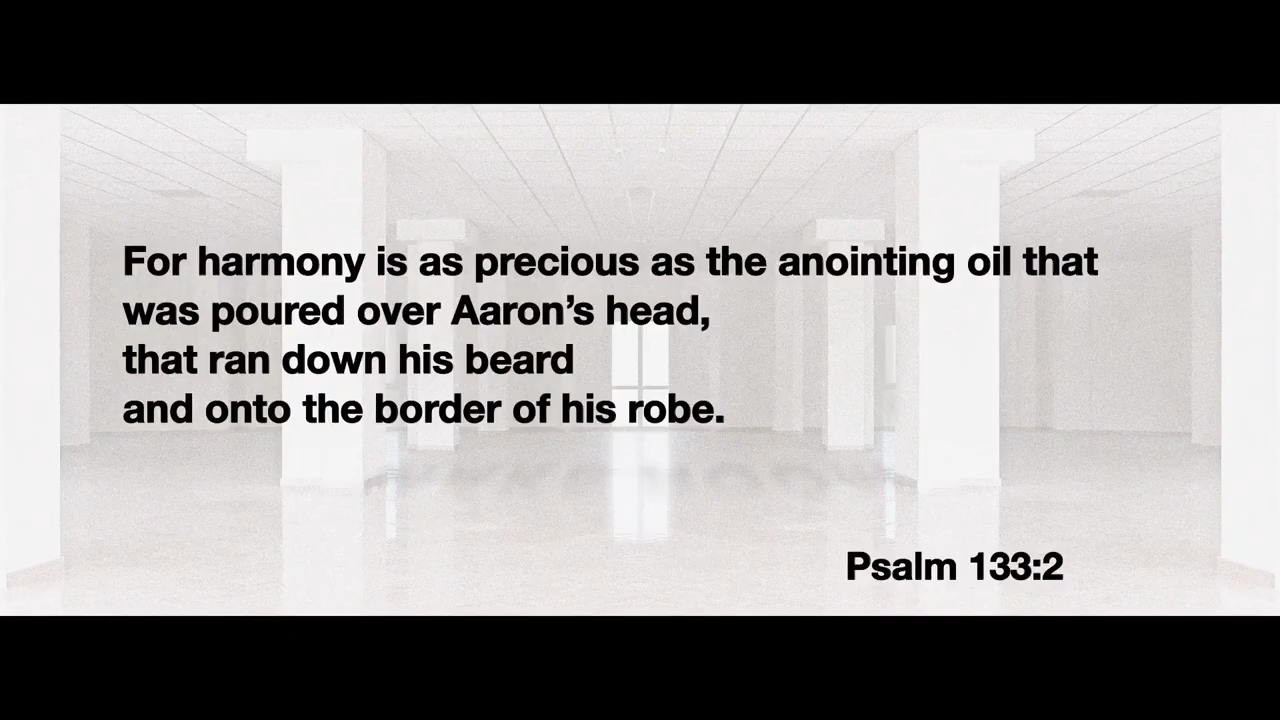 For harmony is as precious as the anointing oil that
was poured over Aaron’s head,
that ran down his beard
and onto the border of his robe.
Psalm 133:2